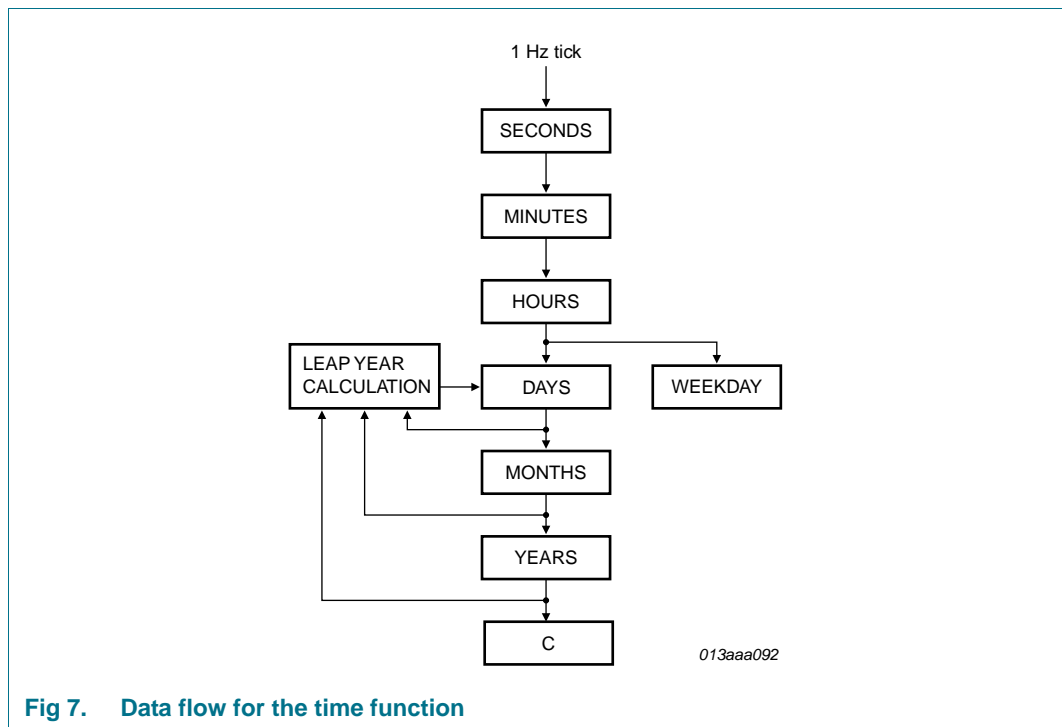 1 Hz tick
SECONDS
MINUTES
HOURS
LEAP YEAR
CALCULATION
DAYS
WEEKDAY
MONTHS
YEARS
C
013aaa092
Fig 7. Data flow for the time function